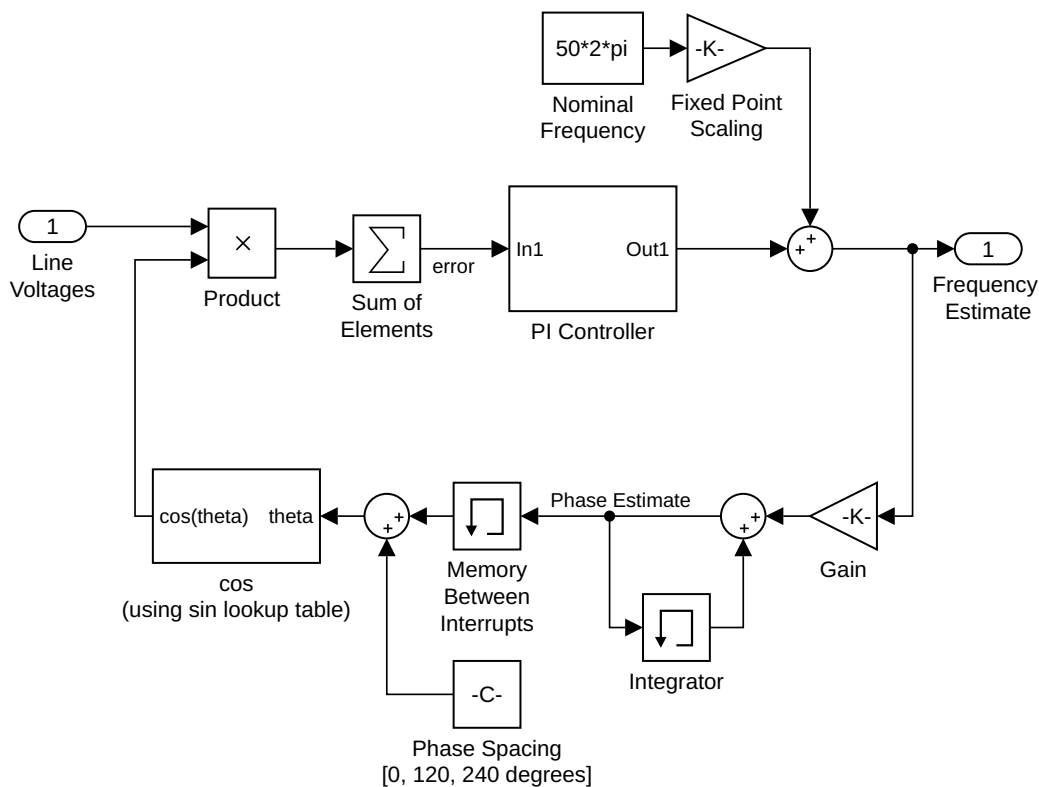 50*2*pi
-K-
Nominal
Frequency
Fixed Point
Scaling
1
Line
Voltages
×
Product
∑
Sum of
Elements
error
In1
Out1
PI Controller
+
+
1
Frequency
Estimate
cos(theta)
theta
cos
(using sin lookup table)
+
+
Memory
Between
Interrupts
Phase Estimate
+
+
-K-
Gain
Integrator
-C-
Phase Spacing
[0, 120, 240 degrees]